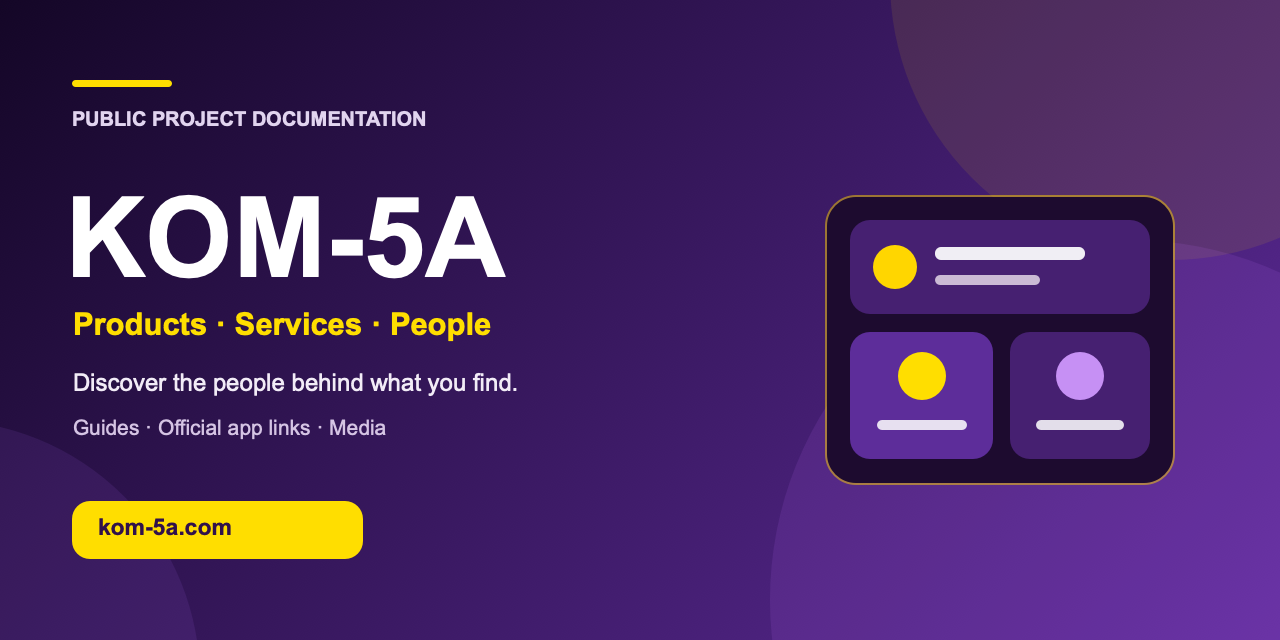 PUBLIC PROJECT DOCUMENTATION
KOM-5A
Products · Services · People
Discover the people behind what you find.
Guides · Official app links · Media
kom-5a.com